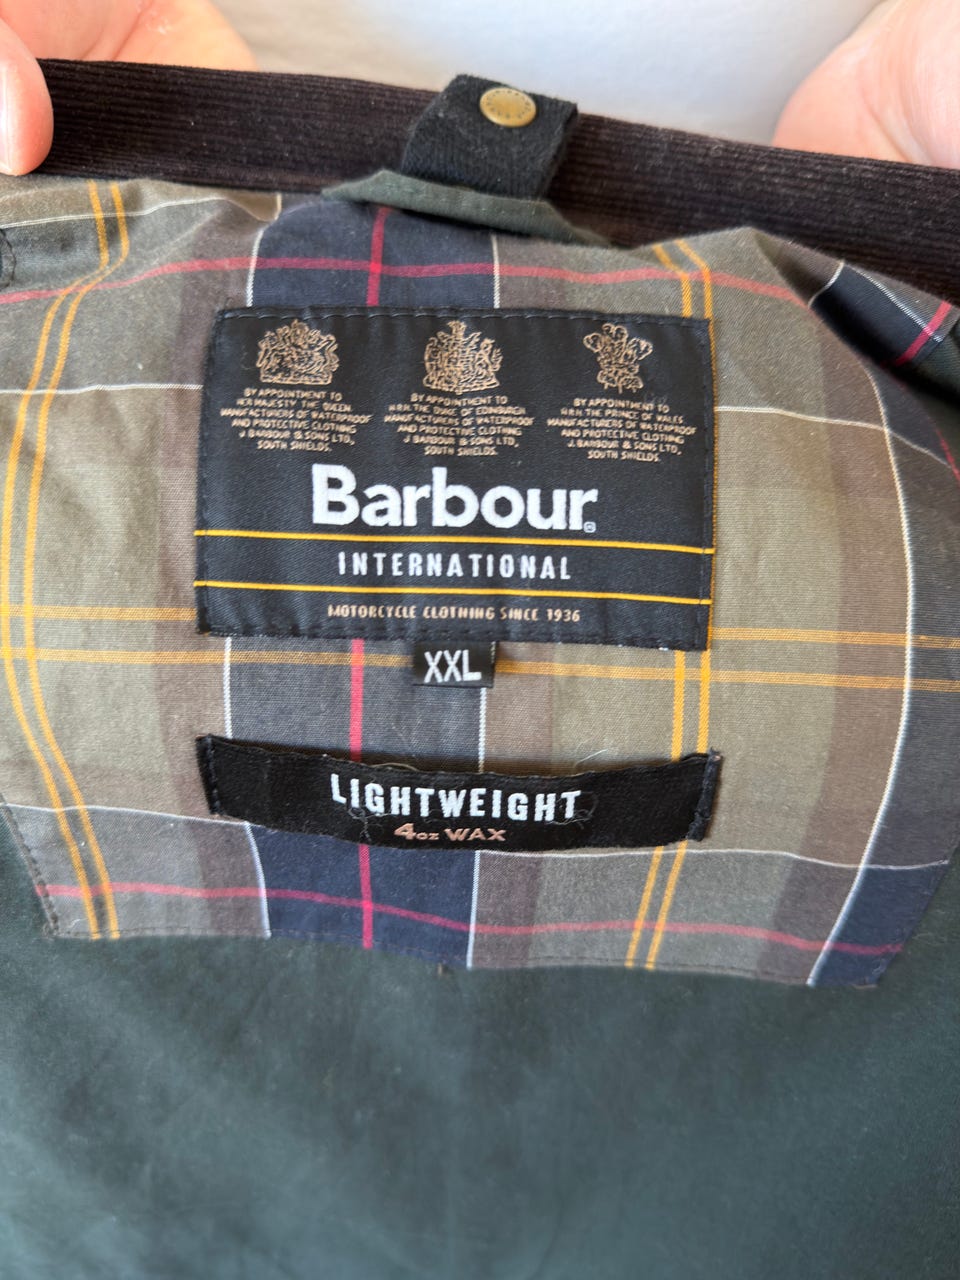 BY APPOINTMENT TO
HER MAJESTY THE QUEEN
MANUFACTURERS OF WATERPROOF
AND PROTECTIVE CLOTHING
J. BARBOUR & SONS LTD,
SOUTH SHIELDS.
BY APPOINTMENT TO
H.R.H. THE DUKE OF EDINBURGH
MANUFACTURERS OF WATERPROOF
AND PROTECTIVE CLOTHING
J. BARBOUR & SONS LTD,
SOUTH SHIELDS.
BY APPOINTMENT TO
H.R.H. THE PRINCE OF WALES
MANUFACTURERS OF WATERPROOF
AND PROTECTIVE CLOTHING
J. BARBOUR & SONS LTD,
SOUTH SHIELDS.
Barbour®
INTERNATIONAL
MOTORCYCLE CLOTHING SINCE 1936
XXL
LIGHTWEIGHT
4oz WAX